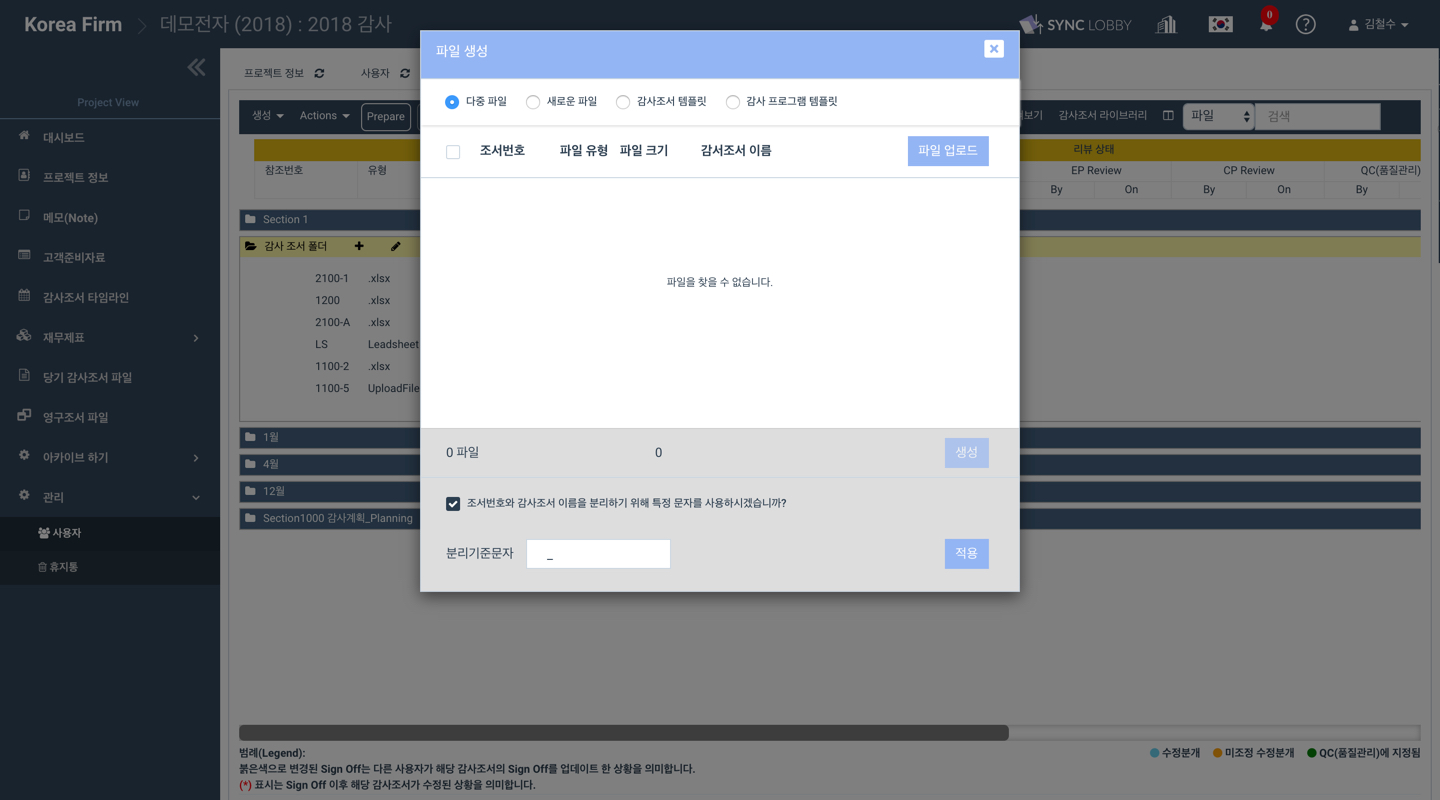 Korea Firm 데모전자 (2018) : 2018 감사
SYNC LOBBY
0
?
김철수
Project View
대시보드
프로젝트 정보
메모(Note)
고객준비자료
감사조서 타임라인
재무제표
당기 감사조서 파일
영구조서 파일
아카이브 하기
관리
사용자
휴지통
프로젝트 정보 사용자
생성 Actions Prepare
감사조서 라이브러리 파일 검색
리뷰 상태
참조번호 유형 EP Review CP Review QC(품질관리)
By On By On By
Section 1
감사 조서 폴더
2100-1 .xlsx
1200 .xlsx
2100-A .xlsx
LS Leadsheet
1100-2 .xlsx
1100-5 UploadFile
1월
4월
12월
Section1000 감사계획_Planning
파일 생성
다중 파일 새로운 파일 감사조서 템플릿 감사 프로그램 템플릿
조서번호 파일 유형 파일 크기 감사조서 이름 파일 업로드
파일을 찾을 수 없습니다.
0 파일 0 생성
조서번호와 감사조서 이름을 분리하기 위해 특정 문자를 사용하시겠습니까?
분리기준문자 _ 적용
범례(Legend): 수정분개 미조정 수정분개 QC(품질관리)에 지정됨
붉은색으로 변경된 Sign Off는 다른 사용자가 해당 감사조서의 Sign Off를 업데이트 한 상황을 의미합니다.
(*) 표시는 Sign Off 이후 해당 감사조서가 수정된 상황을 의미합니다.